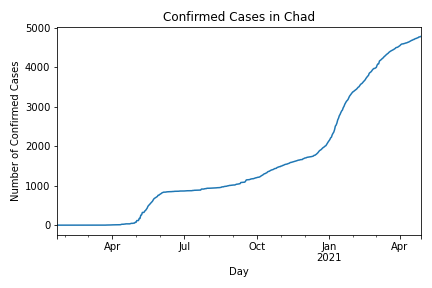 Confirmed Cases in Chad
5000
4000
3000
2000
1000
0
Number of Confirmed Cases
Apr Jul Oct Jan Apr
2021
Day